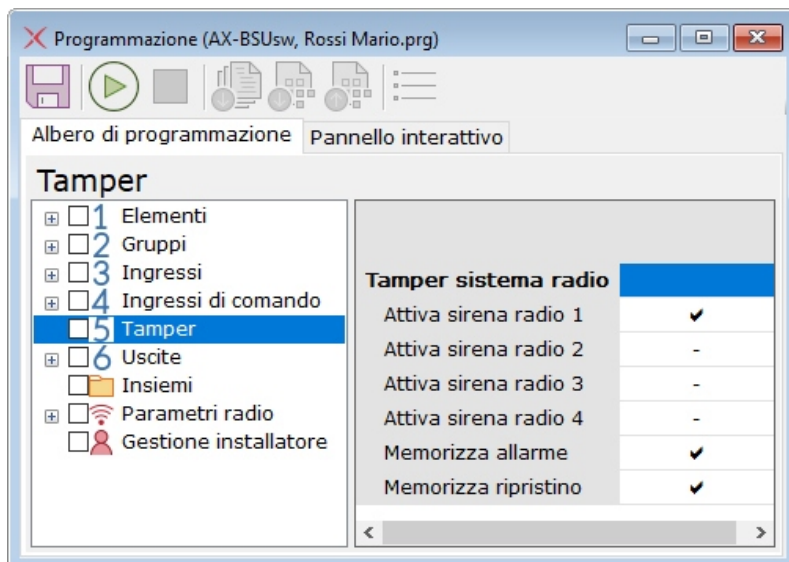 Programmazione (AX-BSUsw, Rossi Mario.prg)
Albero di programmazione Pannello interattivo
Tamper
1 Elementi
2 Gruppi
3 Ingressi
4 Ingressi di comando
5 Tamper
6 Uscite
Insiemi
Parametri radio
Gestione installatore
Tamper sistema radio
Attiva sirena radio 1
Attiva sirena radio 2 -
Attiva sirena radio 3 -
Attiva sirena radio 4 -
Memorizza allarme
Memorizza ripristino